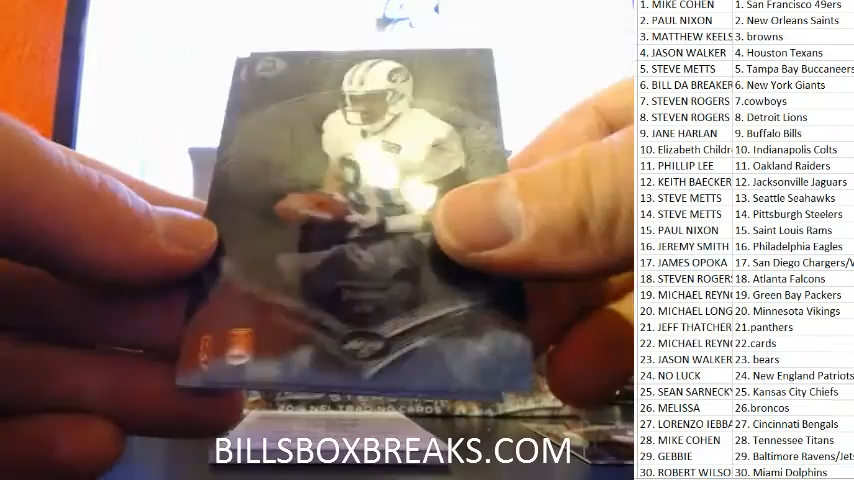 1. MIKE COHEN 1. San Francisco 49ers
2. PAUL NIXON 2. New Orleans Saints
3. MATTHEW KEELS 3. browns
4. JASON WALKER 4. Houston Texans
5. STEVE METTS 5. Tampa Bay Buccaneers
6. BILL DA BREAKER 6. New York Giants
7. STEVEN ROGERS 7.cowboys
8. STEVEN ROGERS 8. Detroit Lions
9. JANE HARLAN 9. Buffalo Bills
10. Elizabeth Childr 10. Indianapolis Colts
11. PHILLIP LEE 11. Oakland Raiders
12. KEITH BAECKER 12. Jacksonville Jaguars
13. STEVE METTS 13. Seattle Seahawks
14. STEVE METTS 14. Pittsburgh Steelers
15. PAUL NIXON 15. Saint Louis Rams
16. JEREMY SMITH 16. Philadelphia Eagles
17. JAMES OPOKA 17. San Diego Chargers/V
18. STEVEN ROGERS 18. Atlanta Falcons
19. MICHAEL REYN 19. Green Bay Packers
20. MICHAEL LONG 20. Minnesota Vikings
21. JEFF THATCHER 21.panthers
22. MICHAEL REYN 22.cards
23. JASON WALKER 23. bears
24. NO LUCK 24. New England Patriots
25. SEAN SARNECK 25. Kansas City Chiefs
26. MELISSA 26.broncos
27. LORENZO IEBBA 27. Cincinnati Bengals
28. MIKE COHEN 28. Tennessee Titans
29. GEBBIE 29. Baltimore Ravens/Jets
30. ROBERT WILSO 30. Miami Dolphins
NFL TRADING CARDS
BILLSBOXBREAKS.COM